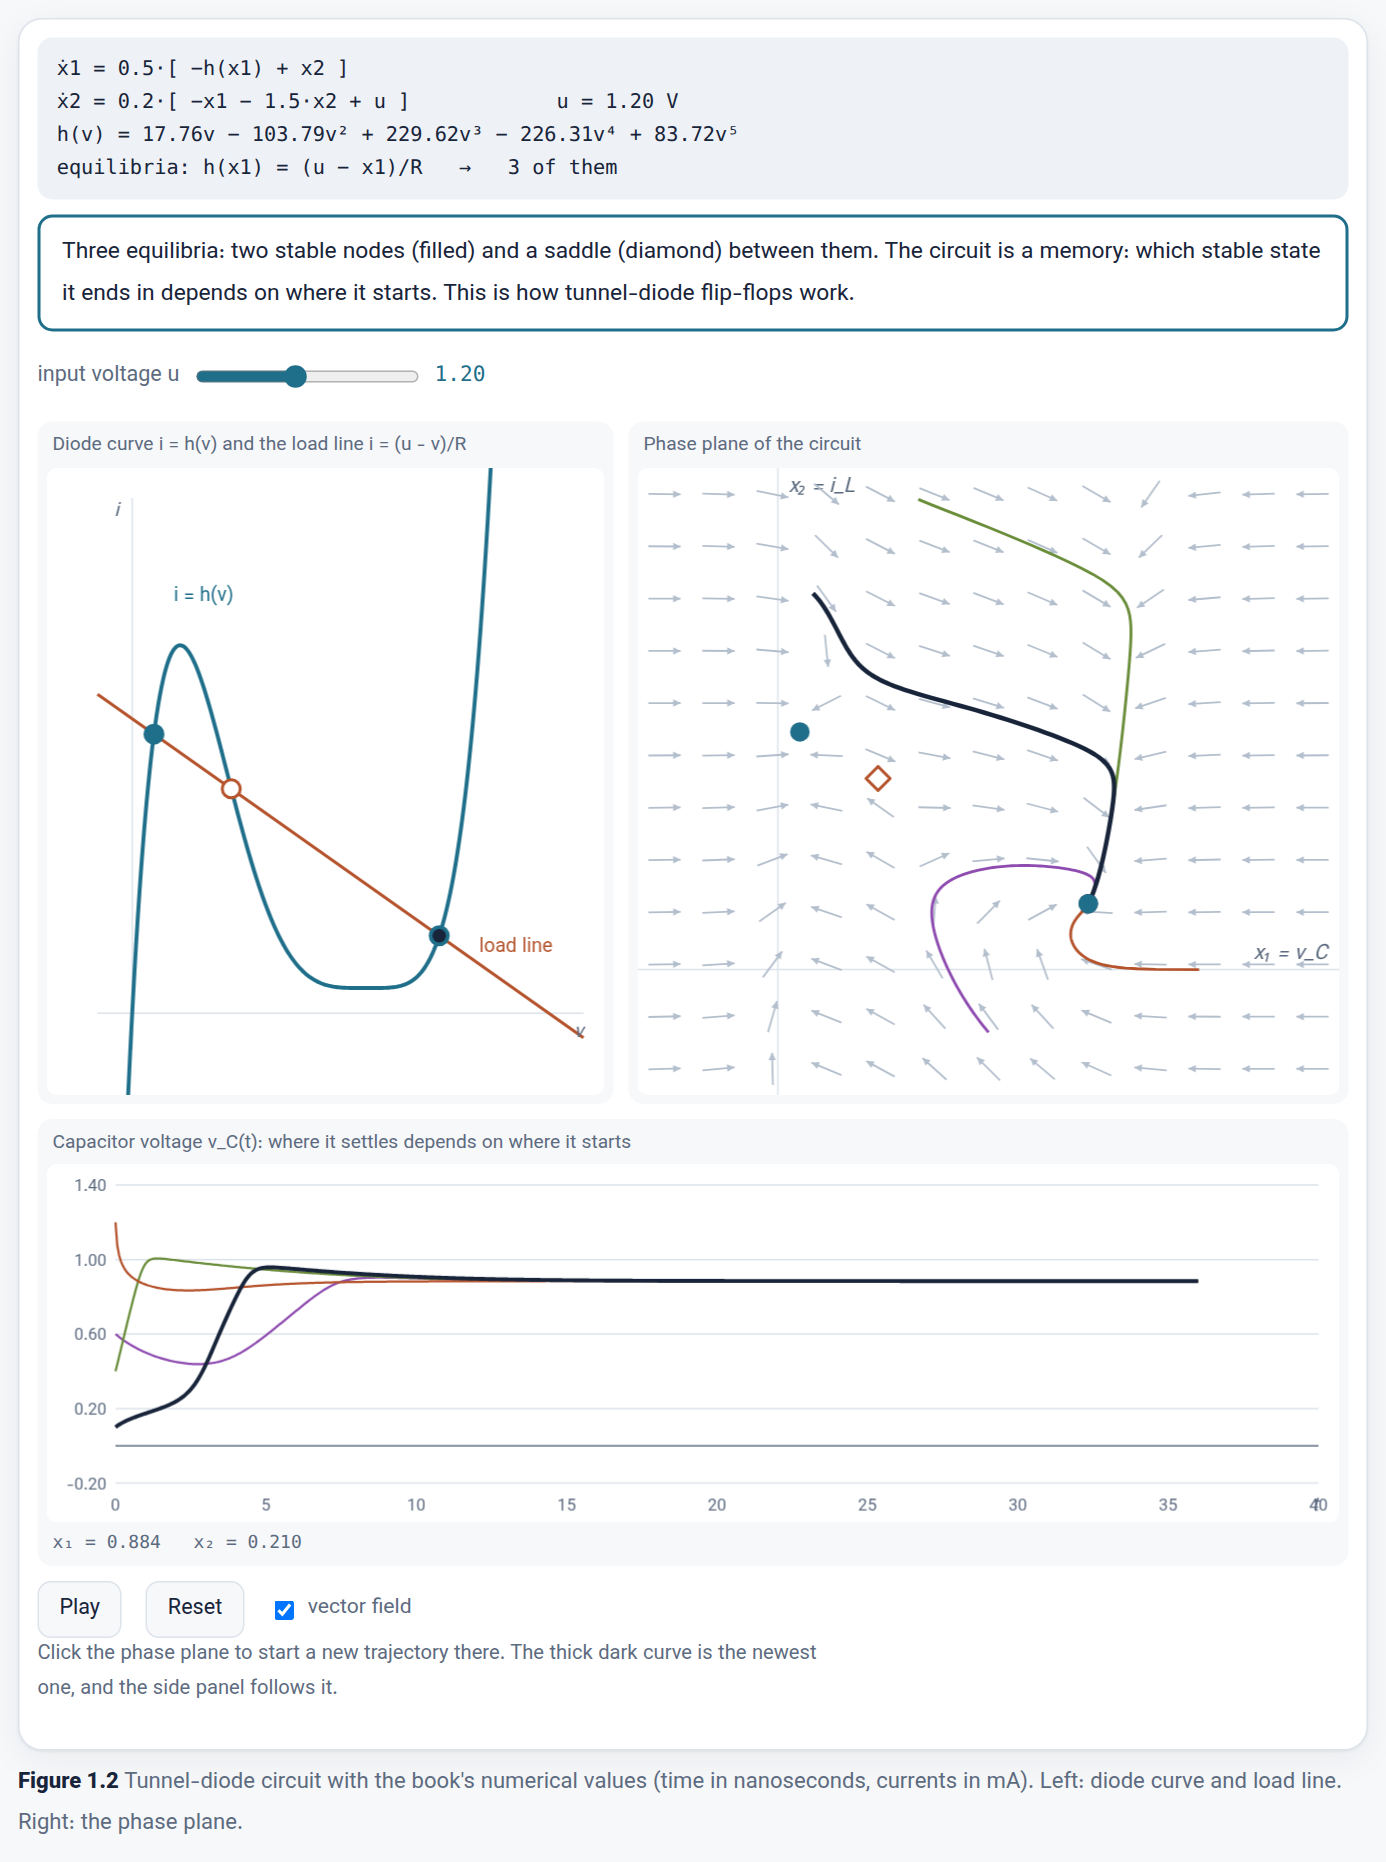 ẋ1 = 0.5·[ −h(x1) + x2 ]
ẋ2 = 0.2·[ −x1 − 1.5·x2 + u ]            u = 1.20 V
h(v) = 17.76v − 103.79v² + 229.62v³ − 226.31v⁴ + 83.72v⁵
equilibria: h(x1) = (u − x1)/R   →   3 of them
Three equilibria: two stable nodes (filled) and a saddle (diamond) between them. The circuit is a memory: which stable state
it ends in depends on where it starts. This is how tunnel-diode flip-flops work.
input voltage u 1.20
Diode curve i = h(v) and the load line i = (u − v)/R
i
i = h(v)
load line
v
Phase plane of the circuit
x₂ = i_L
x₁ = v_C
Capacitor voltage v_C(t): where it settles depends on where it starts
1.40
1.00
0.60
0.20
-0.20
0 5 10 15 20 25 30 35 40
t
x₁ = 0.884   x₂ = 0.210
Play Reset vector field
Click the phase plane to start a new trajectory there. The thick dark curve is the newest
one, and the side panel follows it.
Figure 1.2 Tunnel-diode circuit with the book's numerical values (time in nanoseconds, currents in mA). Left: diode curve and load line.
Right: the phase plane.